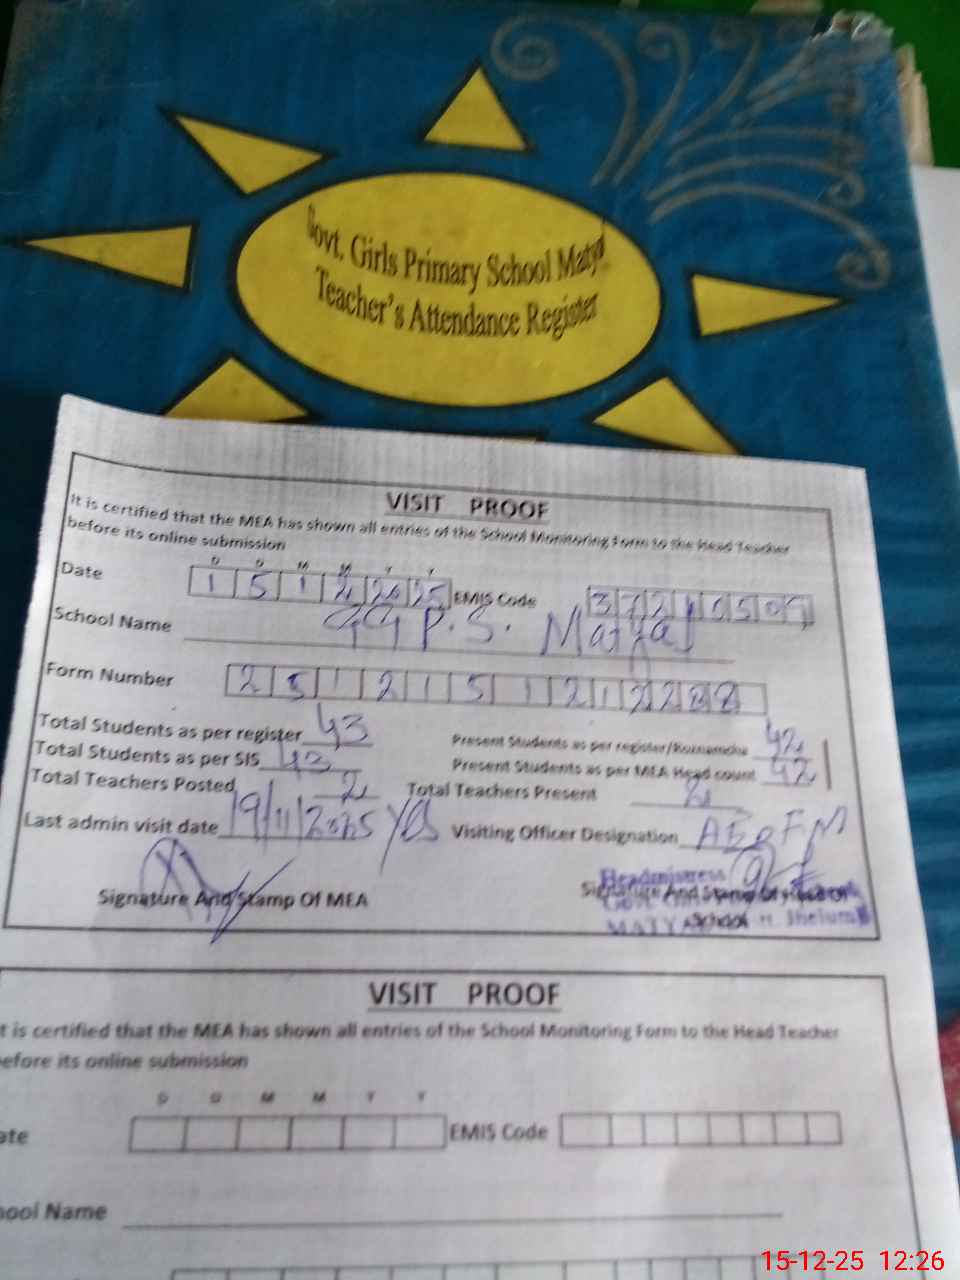 Govt. Girls Primary School Matyal
Teacher's Attendance Register
VISIT PROOF
It is certified that the MEA has shown all entries of the School Monitoring Form to the Head Teacher
before its online submission
D D M M Y Y
Date 1 5 1 2 20 25 EMIS Code
School Name GGP.S. Matyal
Form Number
Total Students as per register 43 Present Students as per register/Roznamcha 42
Total Students as per SIS 43 Present Students as per MEA Head count 42
Total Teachers Posted 2 Total Teachers Present 2
Last admin visit date 19/11/2025 Yes Visiting Officer Designation
Signature And Stamp Of MEA Signature And Stamp Of Head Of
School
Headmistress
Jhelum
VISIT PROOF
t is certified that the MEA has shown all entries of the School Monitoring Form to the Head Teacher
efore its online submission
D D M M Y Y
ate EMIS Code
hool Name
15-12-25 12:26